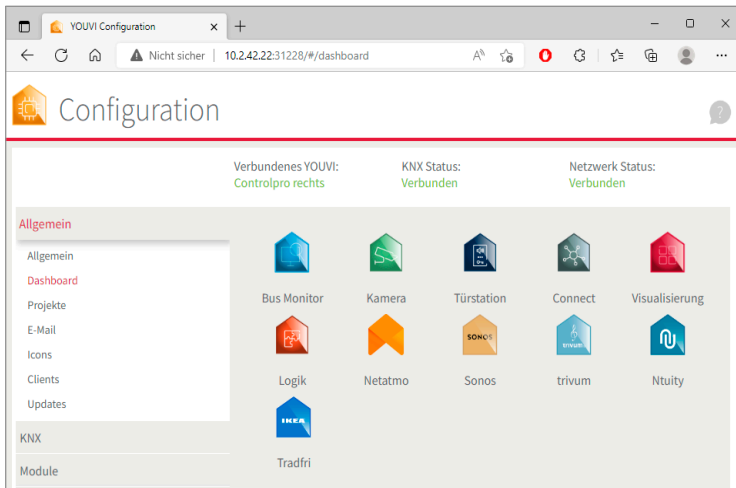 YOUVI Configuration
Nicht sicher | 10.2.42.22:31228/#/dashboard
Configuration
?
Verbundenes YOUVI: KNX Status: Netzwerk Status:
Controlpro rechts Verbunden Verbunden
Allgemein
Allgemein
Dashboard
Projekte
E-Mail
Icons
Clients
Updates
KNX
Module
Bus Monitor Kamera Türstation Connect Visualisierung
SONOS trivum
Logik Netatmo Sonos trivum Ntuity
IKEA
Tradfri